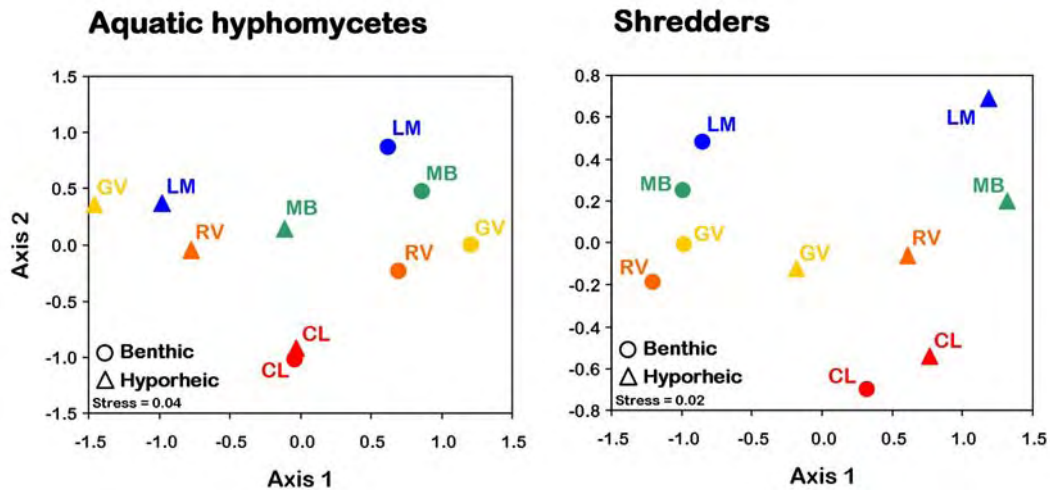 Aquatic hyphomycetes
Axis 2
1.5
1.0
0.5
0.0
-0.5
-1.0
-1.5
LM
MB
GV
LM
MB
GV
RV
RV
CL
CL
Benthic
Hyporheic
Stress = 0.04
-1.5 -1.0 -0.5 0.0 0.5 1.0 1.5
Axis 1
Shredders
0.8
0.6
0.4
0.2
0.0
-0.2
-0.4
-0.6
-0.8
LM
LM
MB
MB
GV
GV
RV
RV
CL
CL
Benthic
Hyporheic
Stress = 0.02
-1.5 -1.0 -0.5 0.0 0.5 1.0 1.5
Axis 1